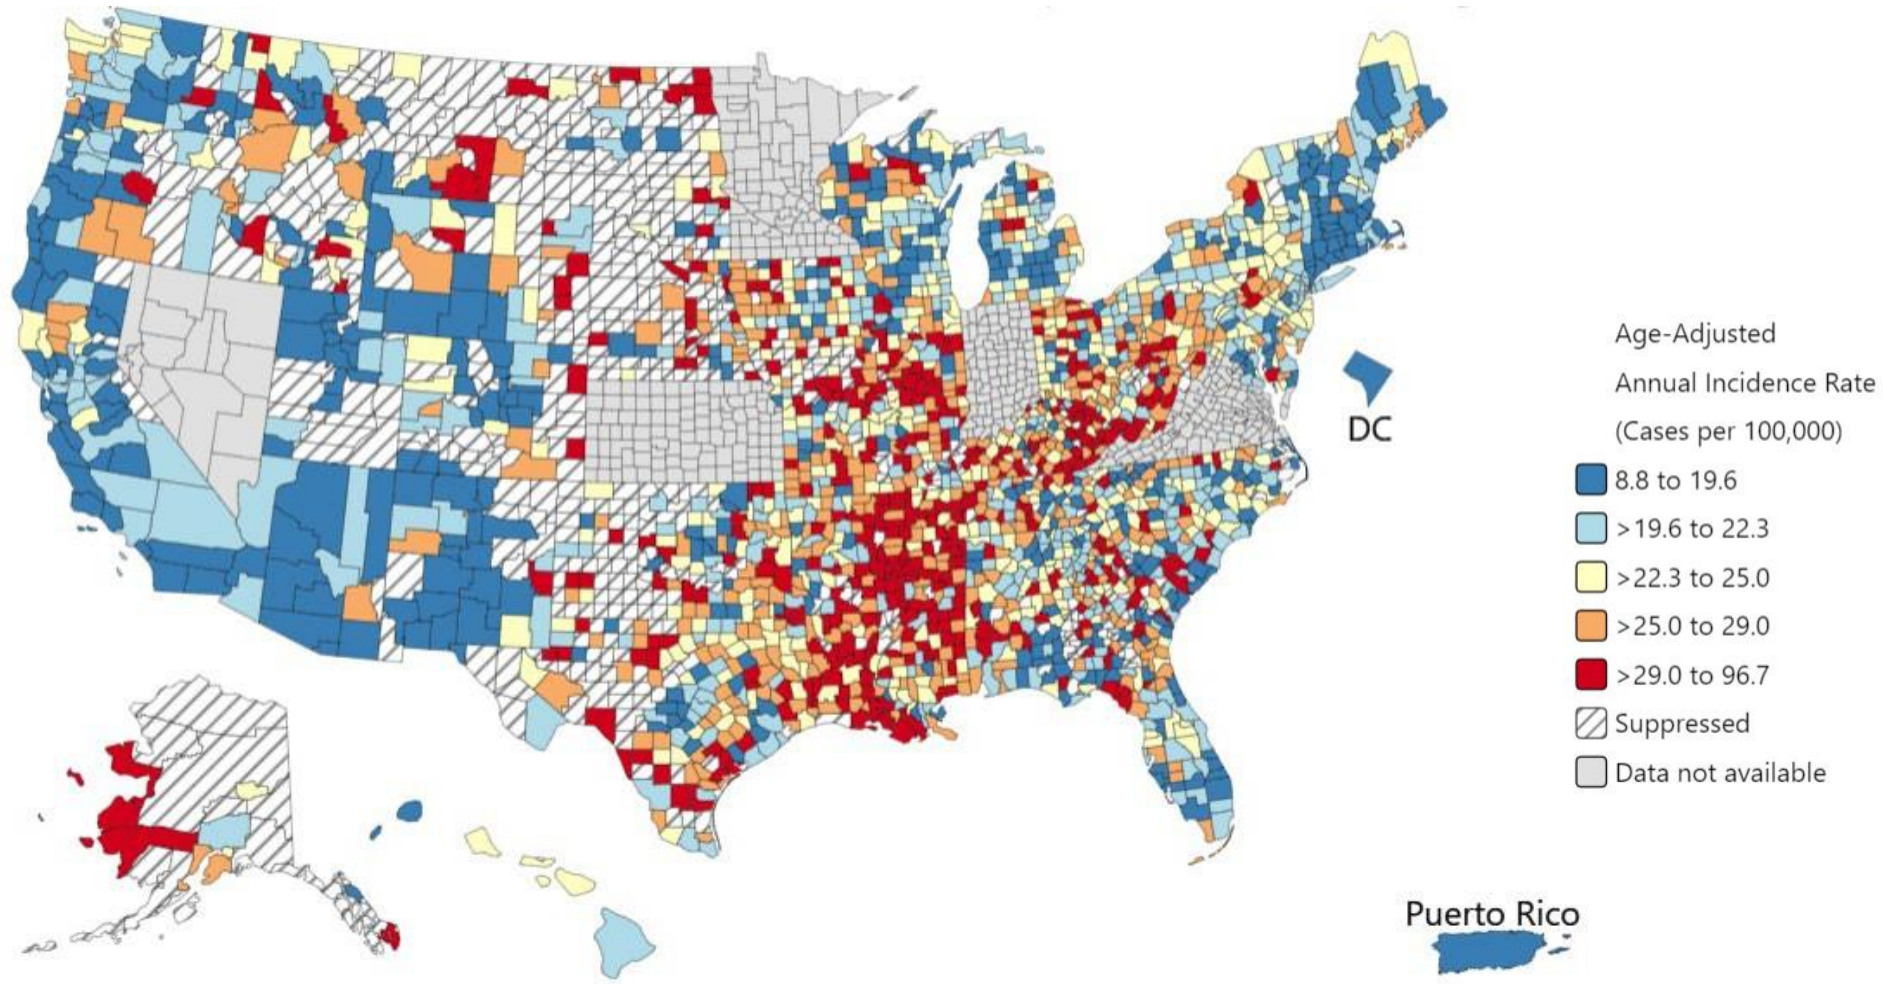 Age-Adjusted
Annual Incidence Rate
(Cases per 100,000)
8.8 to 19.6
>19.6 to 22.3
>22.3 to 25.0
>25.0 to 29.0
>29.0 to 96.7
Suppressed
Data not available
DC
Puerto Rico